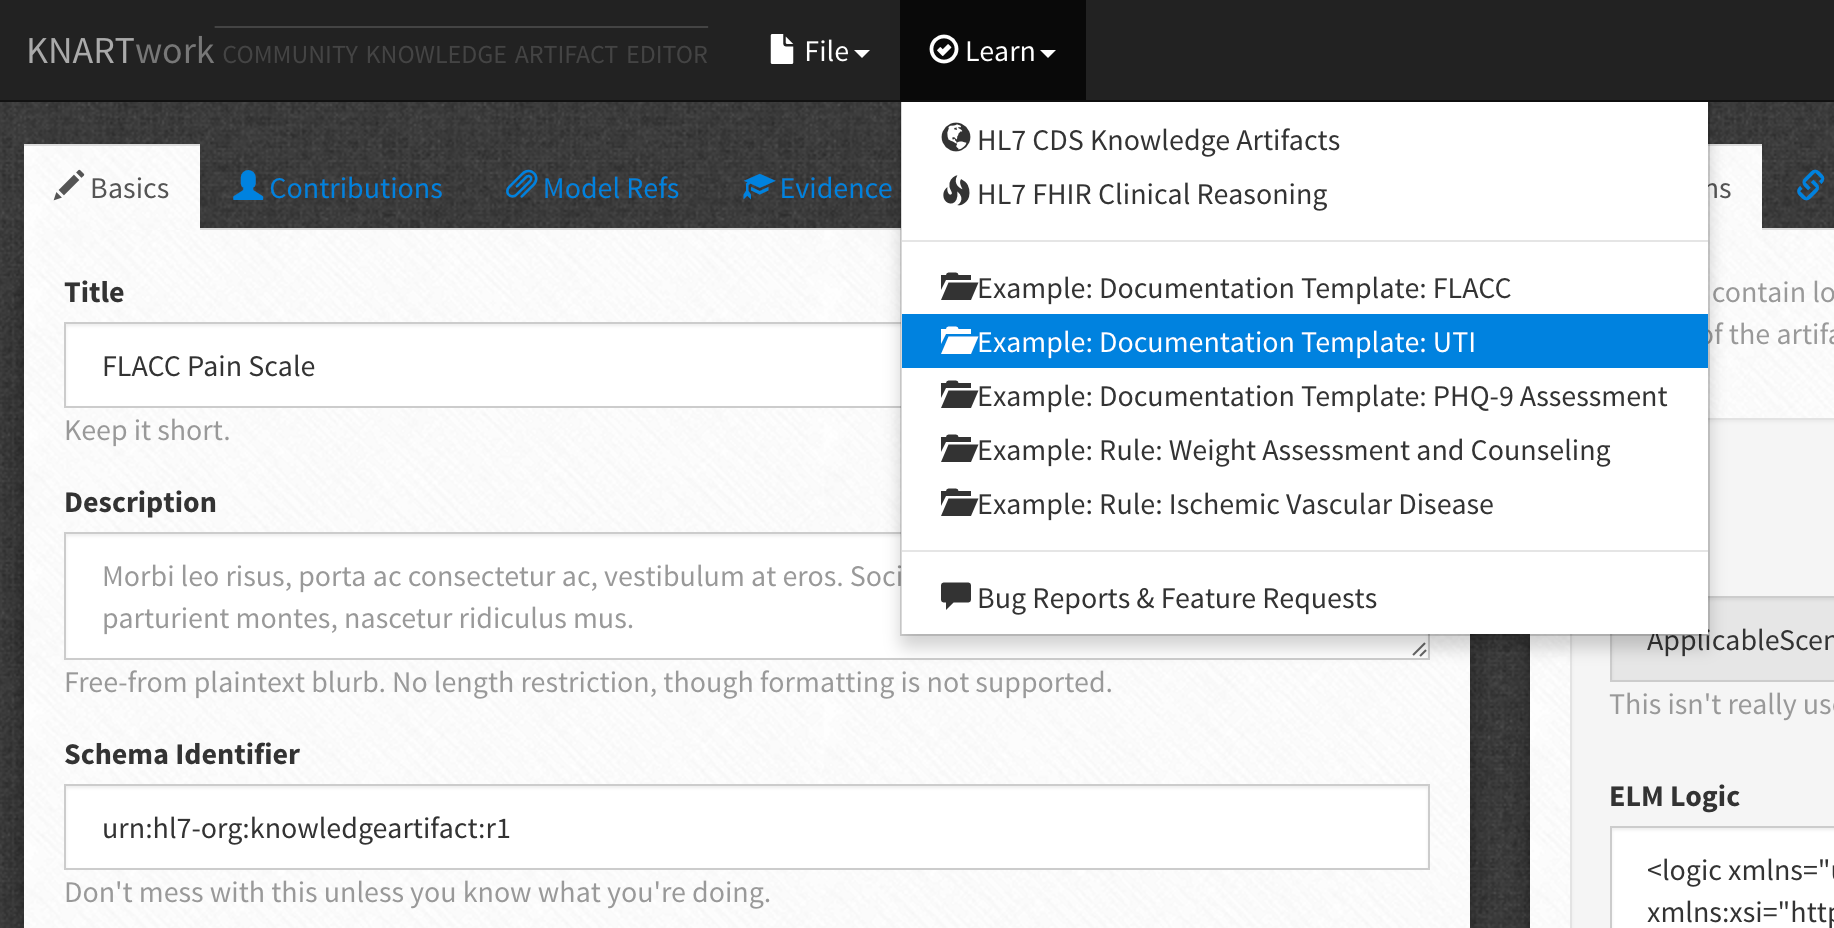 KNARTwork COMMUNITY KNOWLEDGE ARTIFACT EDITOR
File
Learn
HL7 CDS Knowledge Artifacts
HL7 FHIR Clinical Reasoning
Example: Documentation Template: FLACC
Example: Documentation Template: UTI
Example: Documentation Template: PHQ-9 Assessment
Example: Rule: Weight Assessment and Counseling
Example: Rule: Ischemic Vascular Disease
Bug Reports & Feature Requests
Basics
Contributions
Model Refs
Evidence
Title
FLACC Pain Scale
Keep it short.
Description
Morbi leo risus, porta ac consectetur ac, vestibulum at eros. Soci
parturient montes, nascetur ridiculus mus.
Free-from plaintext blurb. No length restriction, though formatting is not supported.
Schema Identifier
urn:hl7-org:knowledgeartifact:r1
Don't mess with this unless you know what you're doing.
ns
contain lo
of the artifa
ApplicableScen
This isn't really us
ELM Logic
<logic xmlns="u
xmlns:xsi="http